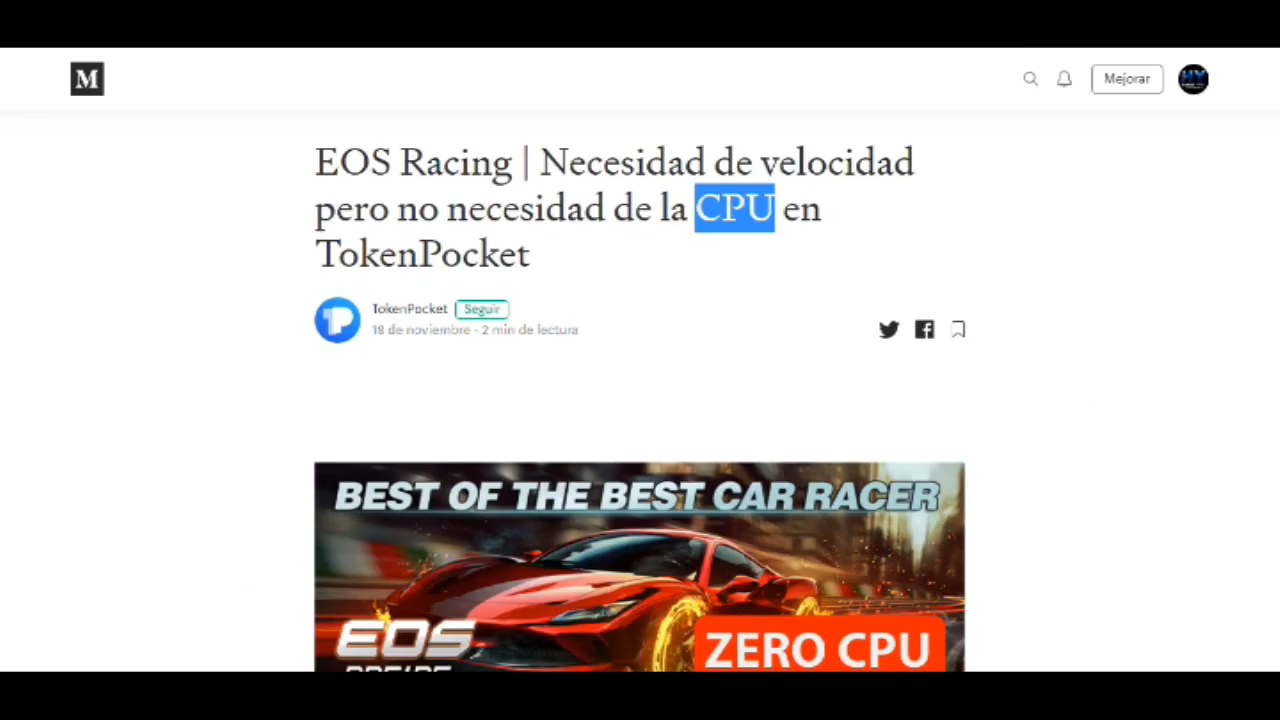 M
Mejorar
EOS Racing | Necesidad de velocidad
pero no necesidad de la CPU en
TokenPocket
TokenPocket Seguir
18 de noviembre - 2 min de lectura
BEST OF THE BEST CAR RACER
EOS
ZERO CPU